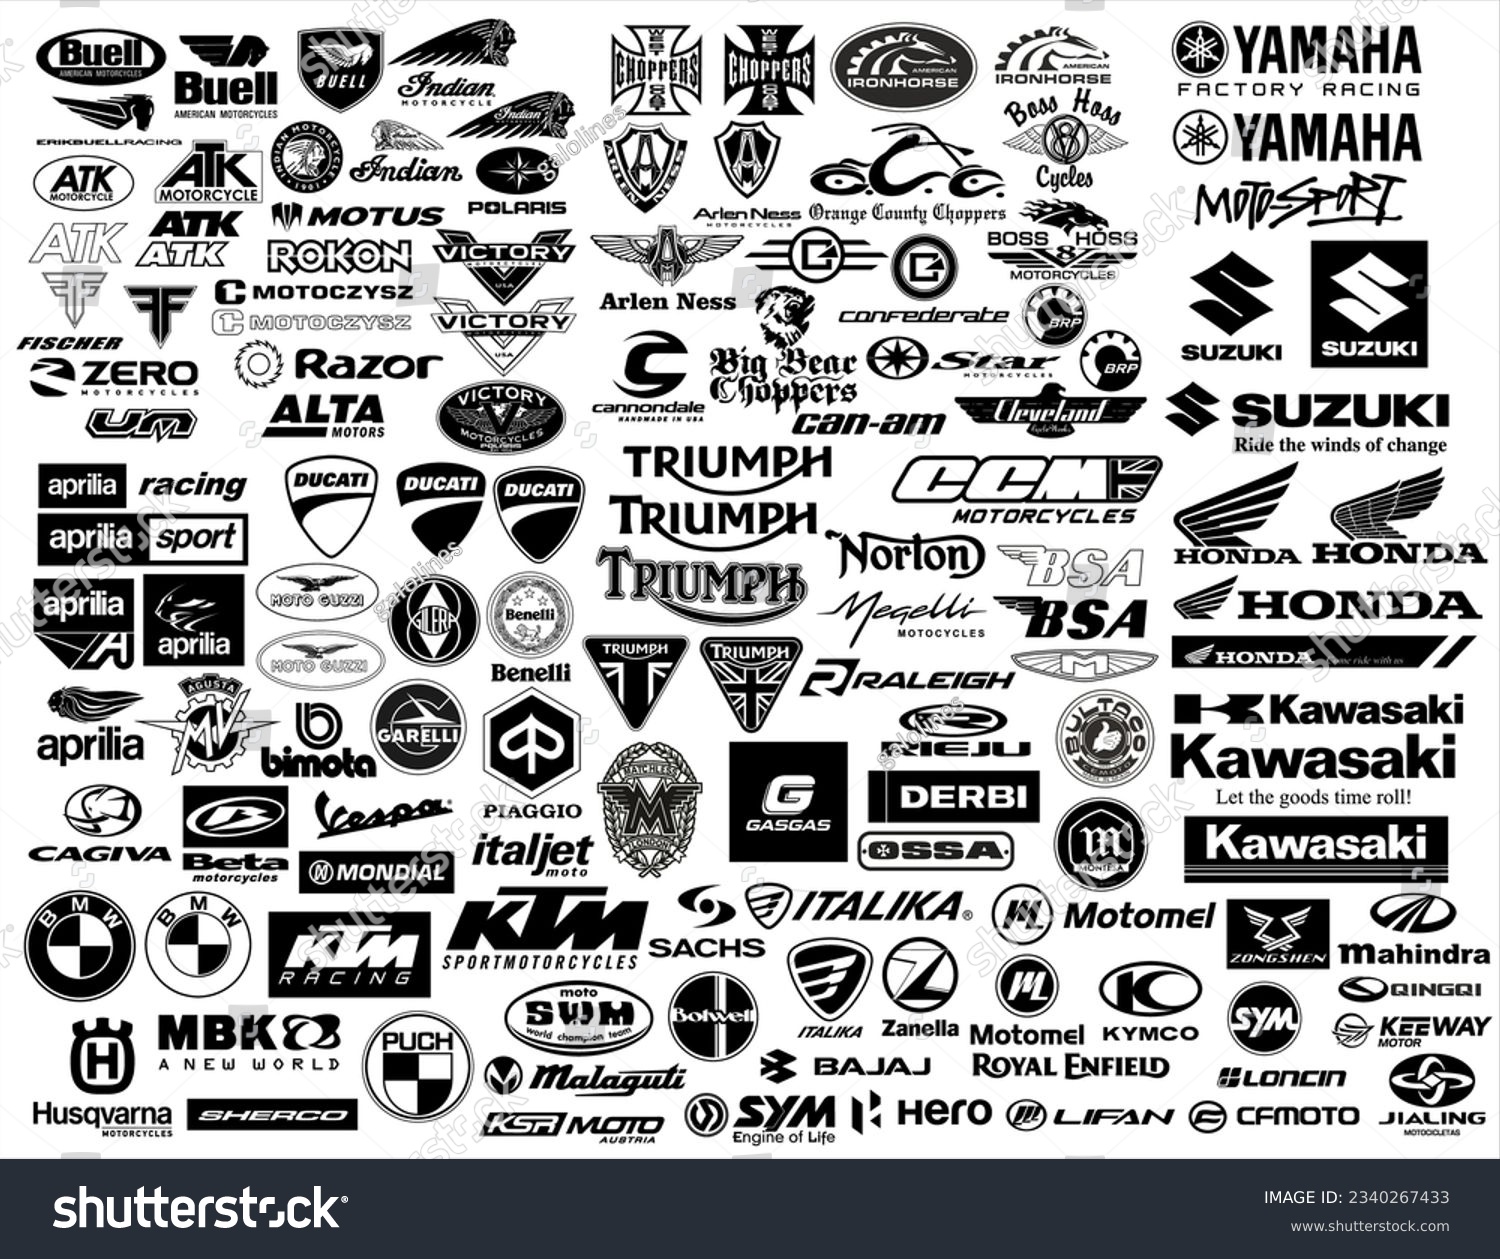 Buell
AMERICAN MOTORCYCLES
Buell
AMERICAN MOTORCYCLES
BUELL
Indian
MOTORCYCLE
ERIKBUELLRACING
INDIAN MOTORCYCLE
1901
Indian
Indian
POLARIS
ATK
MOTORCYCLE
ATK
MOTORCYCLE
ATK
ATK
ATK
MOTUS
ROKON
VICTORY
USA
MOTOCZYSZ
MOTOCZYSZ
VICTORY
USA
FISCHER
ZERO
MOTORCYCLES
Razor
UM
ALTA
MOTORS
VICTORY
MOTORCYCLES
POLARIS
WEST
CHOPPERS
COAST
WEST
CHOPPERS
COAST
AMERICAN
IRONHORSE
AMERICAN
IRONHORSE
Boss Hoss
V8
Cycles
ARLEN NESS
Arlen Ness
MOTORCYCLES
Orange County Choppers
Arlen Ness
BOSS HOSS
8
MOTORCYCLES
confederate
BRP
BRP
cannondale
HANDMADE IN USA
Big Bear
Choppers
Star
MOTORCYCLES
can-am
Cleveland
CycleWerks
YAMAHA
FACTORY RACING
YAMAHA
MOTOSPORT
SUZUKI
SUZUKI
SUZUKI
Ride the winds of change
aprilia racing
aprilia sport
aprilia
aprilia
aprilia
DUCATI
DUCATI
DUCATI
MOTO GUZZI
MOTO GUZZI
GILERA
Benelli
Benelli
AGUSTA
MV
bimota
GARELLI
PIAGGIO
CAGIVA
Beta
motorcycles
Vespa
MONDIAL
italjet
moto
TRIUMPH
TRIUMPH
TRIUMPH
TRIUMPH
TRIUMPH
CCM
MOTORCYCLES
Norton
BSA
Megelli
MOTOCYCLES
BSA
M
RALEIGH
RIEJU
BULTACO
CEMOTO
MATCHLESS
M
LONDON
G
GASGAS
DERBI
OSSA
m
MONTESA
HONDA
HONDA
HONDA
HONDA come ride with us
Kawasaki
Kawasaki
Let the goods time roll!
Kawasaki
BMW
BMW
KTM
RACING
KTM
SPORTMOTORCYCLES
SACHS
ITALIKA®
Motomel
ZONGSHEN
Mahindra
moto
SWM
world champion team
Bolwell
ITALIKA
Zanella
Motomel
KYMCO
SYM
QINGQI
KEEWAY
MOTOR
H
Husqvarna
MOTORCYCLES
MBK
A NEW WORLD
SHERCO
PUCH
Malaguti
KSR MOTO
AUSTRIA
BAJAJ
ROYAL ENFIELD
LONCIN
SYM
Engine of Life
Hero
LIFAN
CFMOTO
JIALING
MOTOCICLETAS
shutterstock®
IMAGE ID: 2340267433
www.shutterstock.com